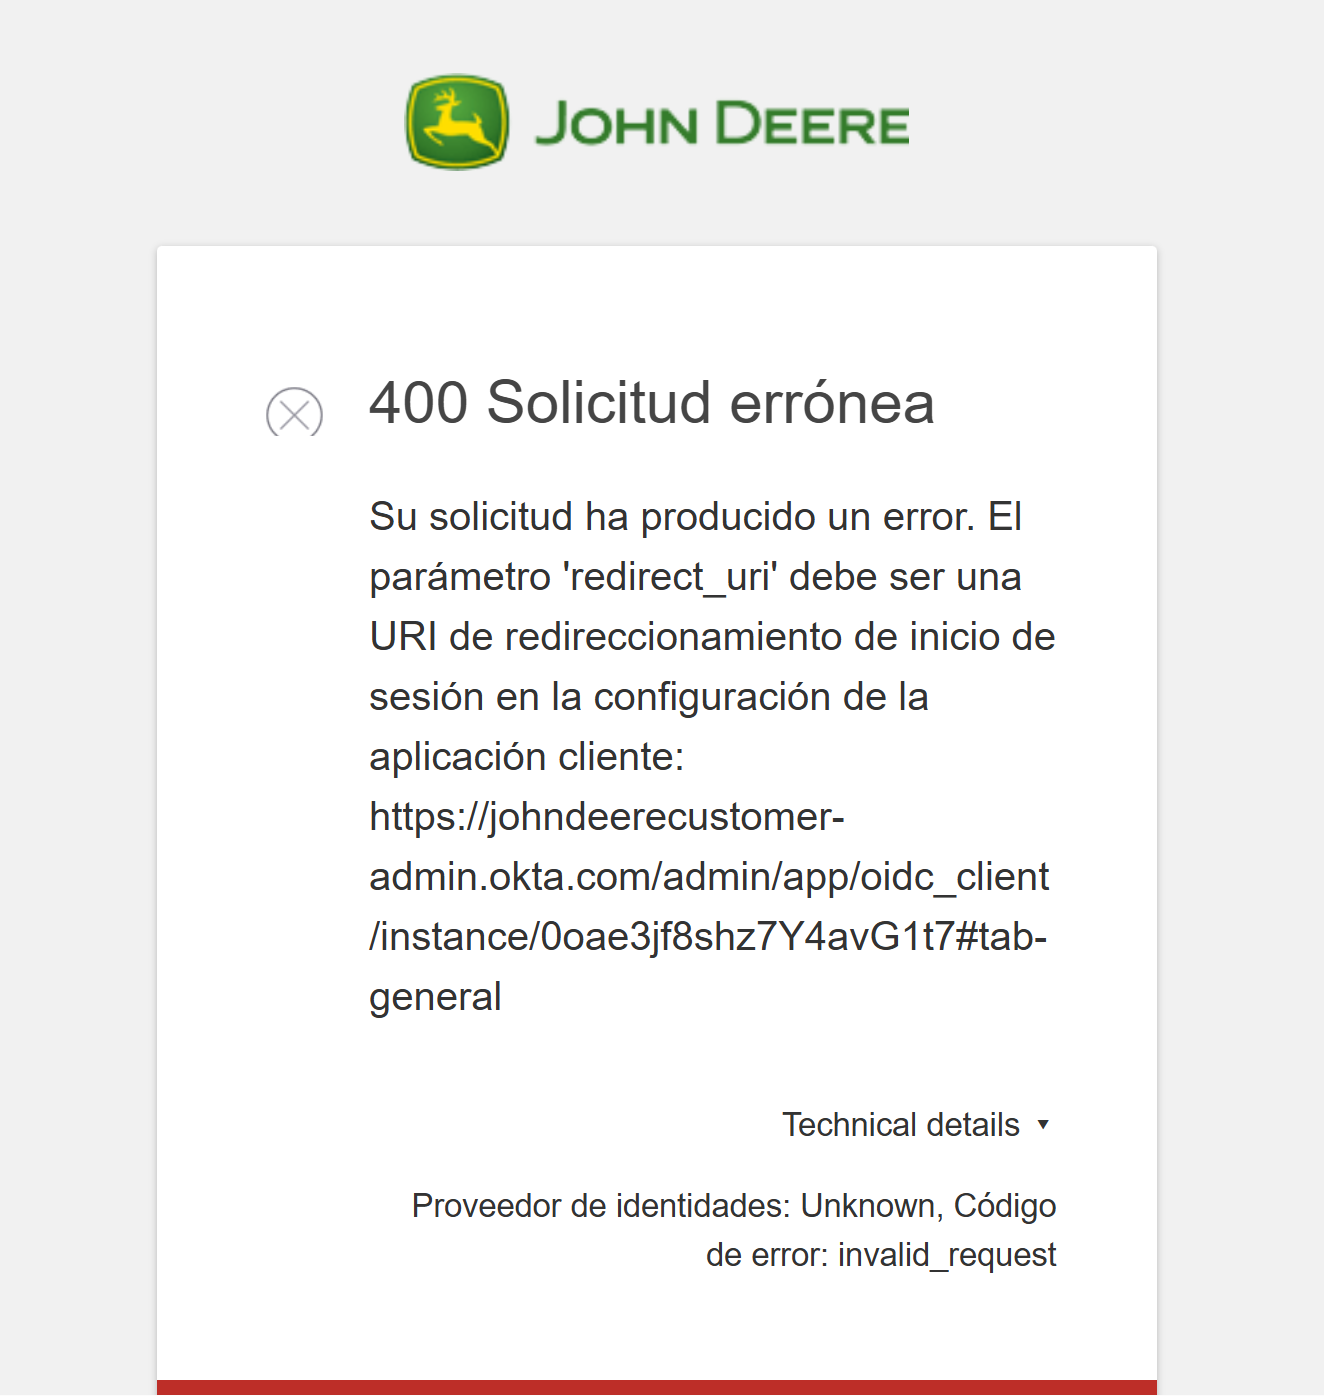 JOHN DEERE
400 Solicitud errónea
Su solicitud ha producido un error. El
parámetro 'redirect_uri' debe ser una
URI de redireccionamiento de inicio de
sesión en la configuración de la
aplicación cliente:
https://johndeerecustomer-
admin.okta.com/admin/app/oidc_client
/instance/0oae3jf8shz7Y4avG1t7#tab-
general
Technical details ▼
Proveedor de identidades: Unknown, Código
de error: invalid_request